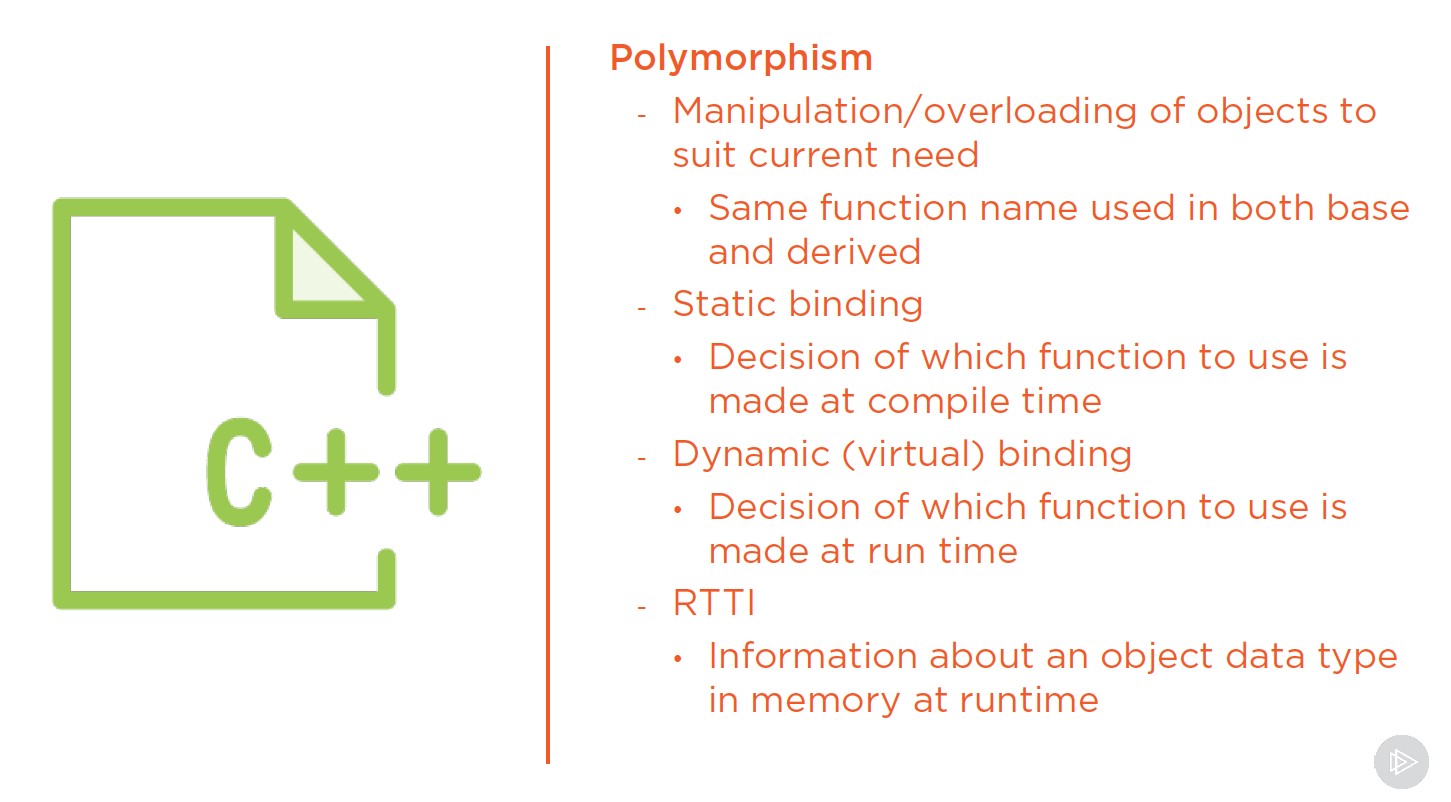 Polymorphism
- Manipulation/overloading of objects to
suit current need
• Same function name used in both base
and derived
- Static binding
• Decision of which function to use is
made at compile time
- Dynamic (virtual) binding
• Decision of which function to use is
made at run time
- RTTI
• Information about an object data type
in memory at runtime
C++